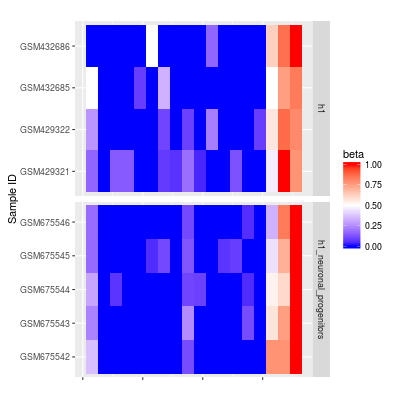 GSM432686
GSM432685
GSM429322
GSM429321
h1
GSM675546
GSM675545
GSM675544
GSM675543
GSM675542
h1_neuronal_progenitors
Sample ID
beta
1.00
0.75
0.50
0.25
0.00